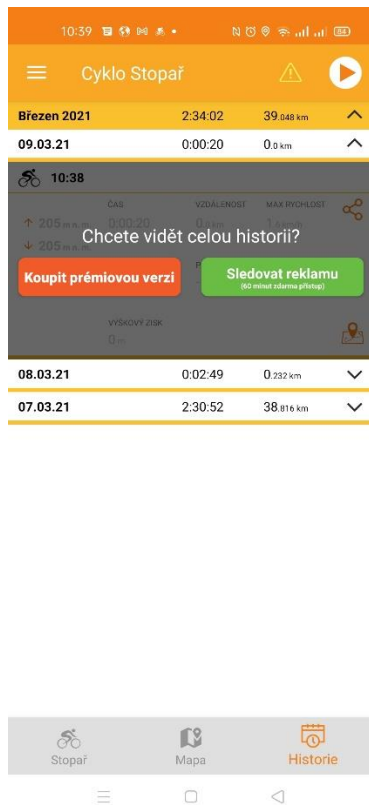 10:39
84
Cyklo Stopař
Březen 2021 2:34:02 39.048 km
09.03.21 0:00:20 0.0 km
10:38
ČAS VZDÁLENOST MAX RYCHLOST
205 m a. m. 0:00:20 0.0 km
Chcete vidět celou historii?
205 m a. m.
Koupit prémiovou verzi
Sledovat reklamu
(60 minut zdarma přístup)
VÝŠKOVÝ ZISK
0 m
08.03.21 0:02:49 0.232 km
07.03.21 2:30:52 38.816 km
Stopař Mapa Historie